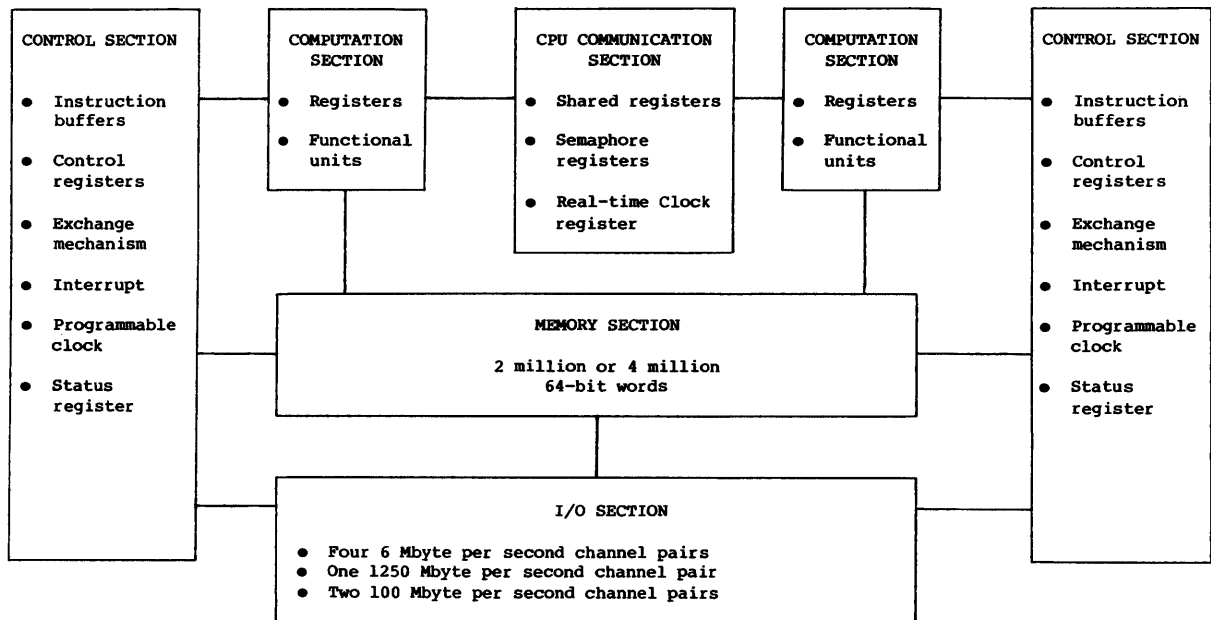 CONTROL SECTION
● Instruction
buffers
● Control
registers
● Exchange
mechanism
● Interrupt
● Programmable
clock
● Status
register
COMPUTATION
SECTION
● Registers
● Functional
units
CPU COMMUNICATION
SECTION
● Shared registers
● Semaphore
registers
● Real-time Clock
register
COMPUTATION
SECTION
● Registers
● Functional
units
CONTROL SECTION
● Instruction
buffers
● Control
registers
● Exchange
mechanism
● Interrupt
● Programmable
clock
● Status
register
MEMORY SECTION
2 million or 4 million
64-bit words
I/O SECTION
● Four 6 Mbyte per second channel pairs
● One 1250 Mbyte per second channel pair
● Two 100 Mbyte per second channel pairs